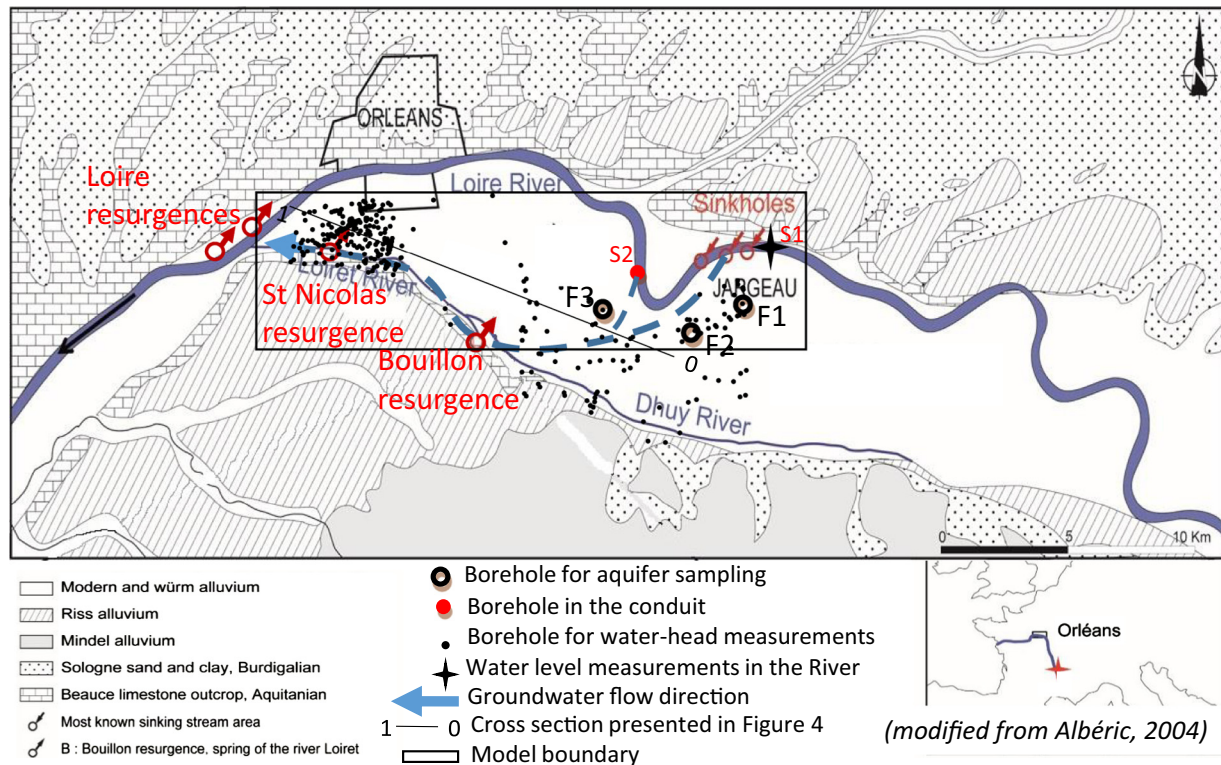 ORLEANS
Loire
resurgences
Loire River
Sinkholes
1
S1
S2
Loiret River
JARGEAU
St Nicolas
resurgence
F3
F1
F2
Bouillon
resurgence
0
Dhuy River
N
0 5 10 Km
Modern and würm alluvium
Riss alluvium
Mindel alluvium
Sologne sand and clay, Burdigalian
Beauce limestone outcrop, Aquitanian
Most known sinking stream area
B : Bouillon resurgence, spring of the river Loiret
Borehole for aquifer sampling
Borehole in the conduit
Borehole for water-head measurements
Water level measurements in the River
Groundwater flow direction
1 0 Cross section presented in Figure 4
Model boundary
Orléans
(modified from Albéric, 2004)